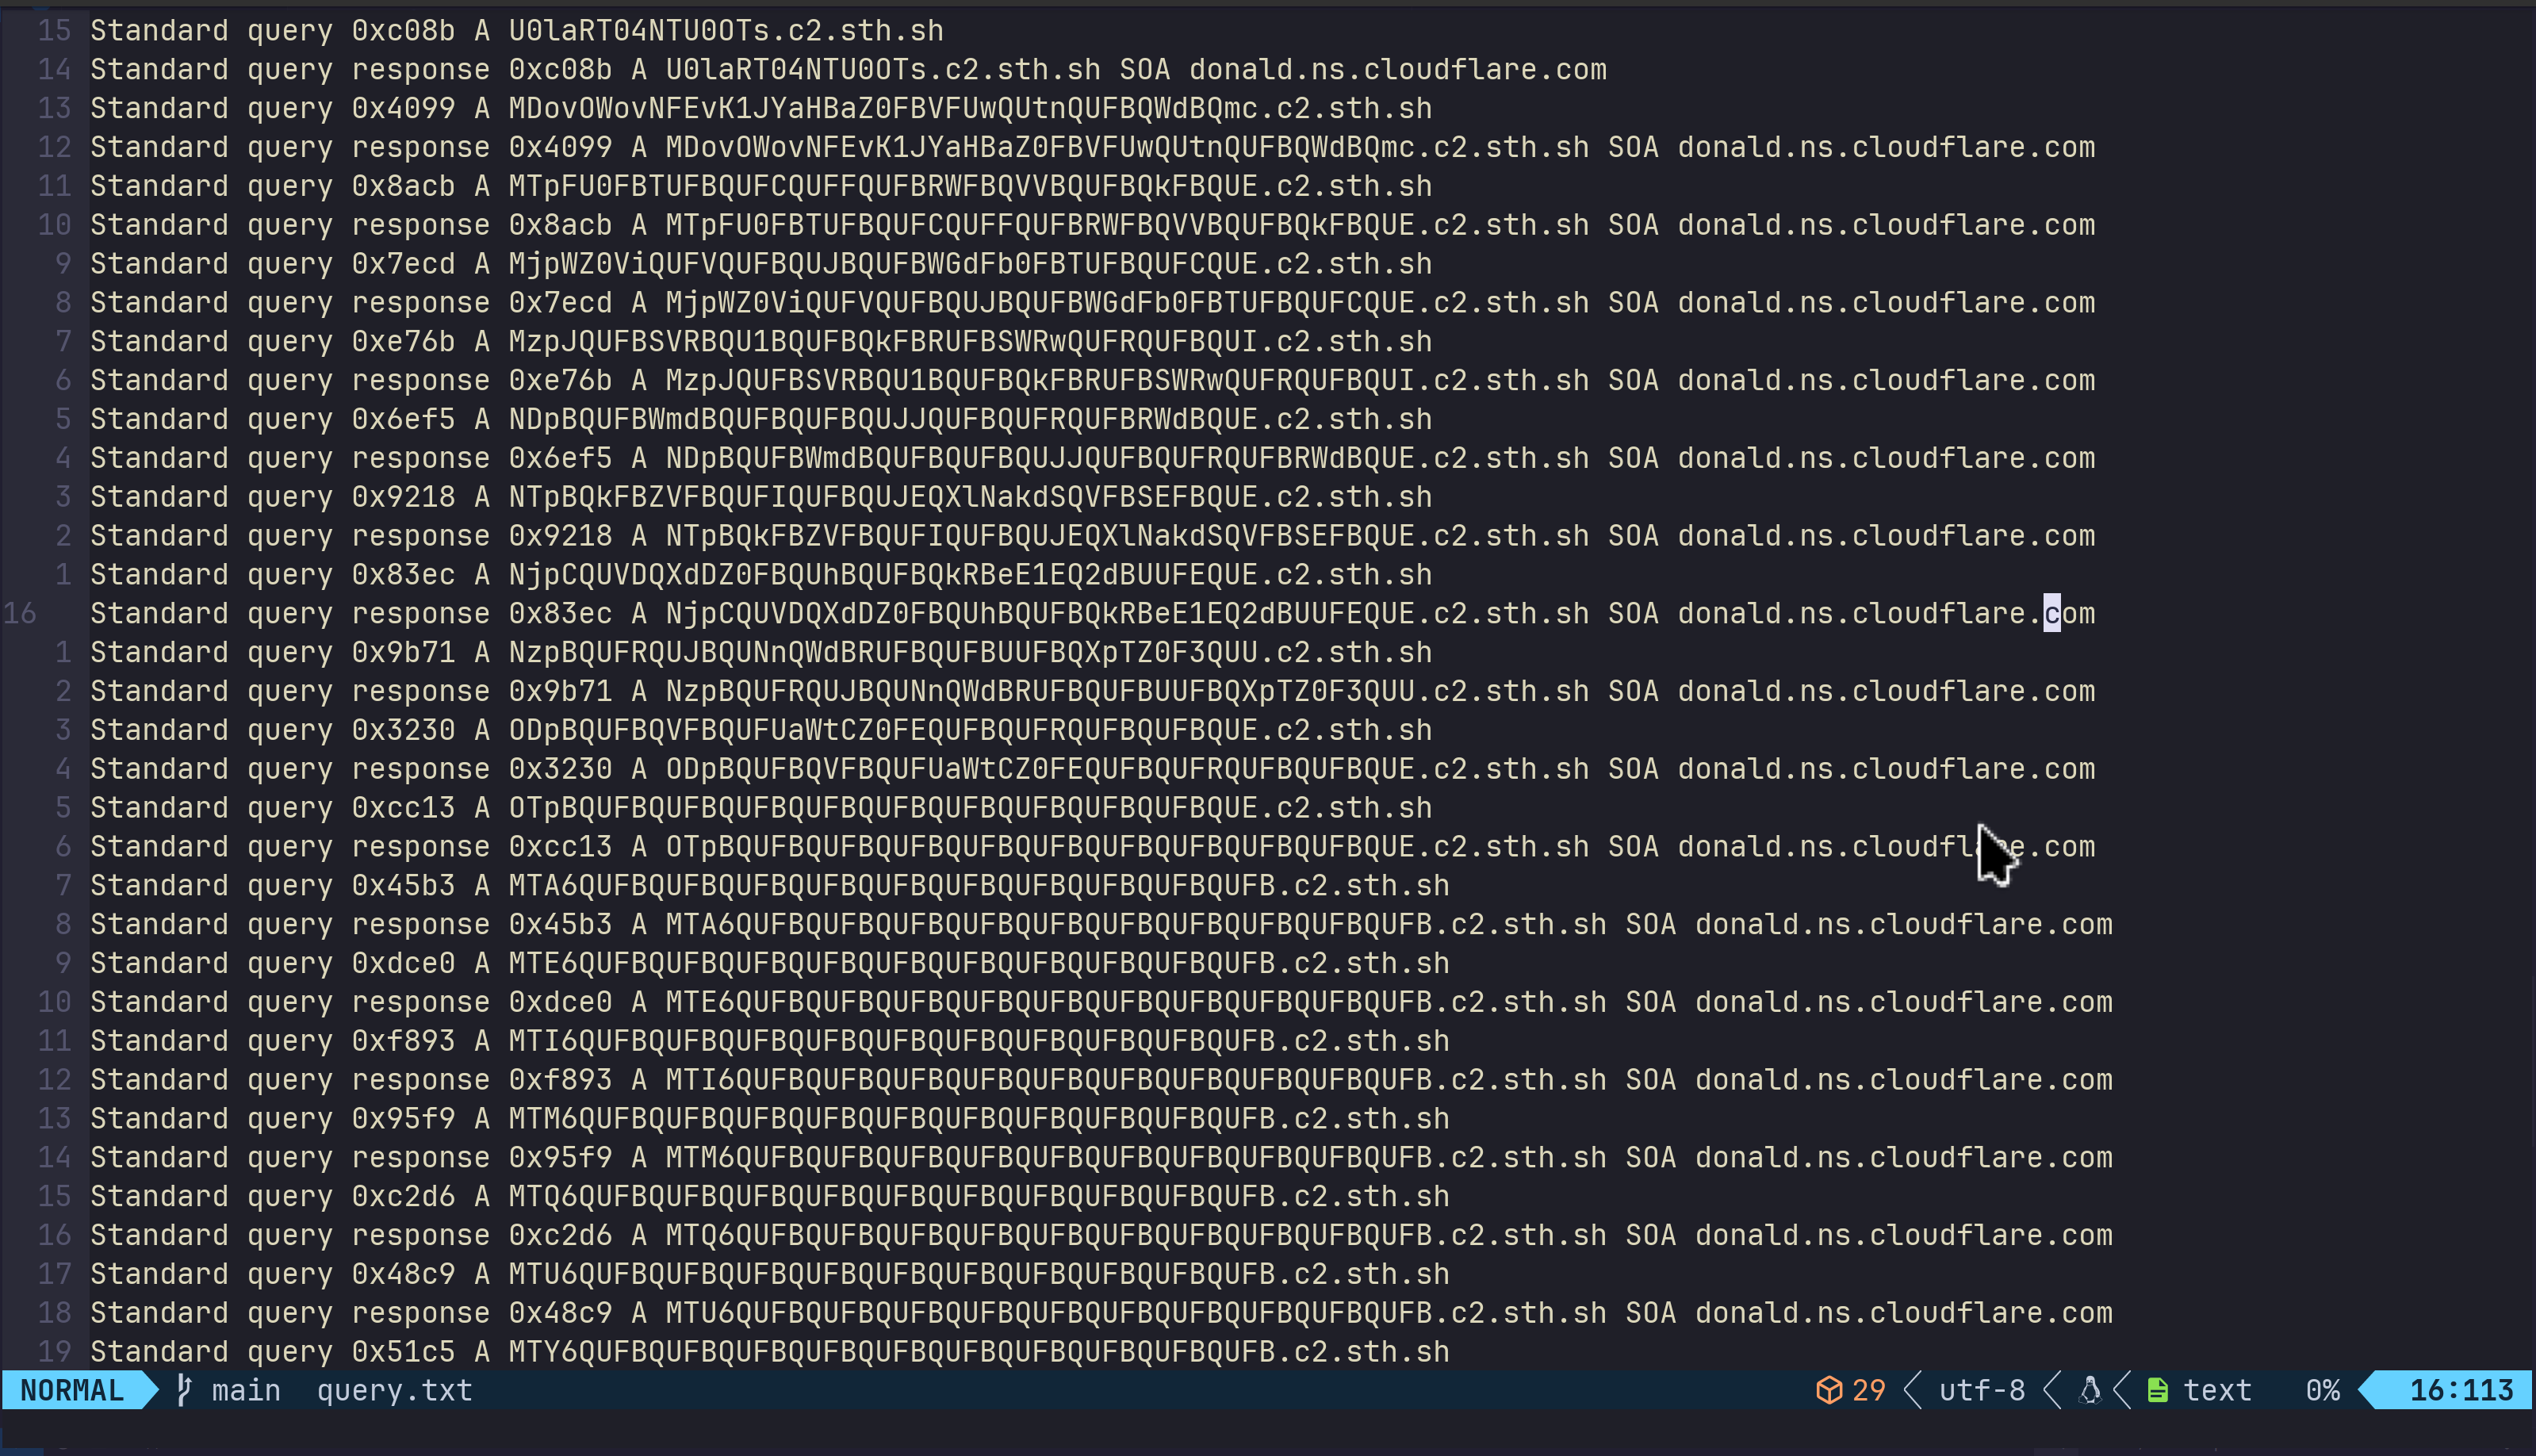 15 Standard query 0xc08b A U0laRT04NTU0OTs.c2.sth.sh
14 Standard query response 0xc08b A U0laRT04NTU0OTs.c2.sth.sh SOA donald.ns.cloudflare.com
13 Standard query 0x4099 A MDovOWovNFEvK1JYaHBaZ0FBVFUwQUtnQUFBQWdBQmc.c2.sth.sh
12 Standard query response 0x4099 A MDovOWovNFEvK1JYaHBaZ0FBVFUwQUtnQUFBQWdBQmc.c2.sth.sh SOA donald.ns.cloudflare.com
11 Standard query 0x8acb A MTpFU0FBTUFBQUFCQUFFQUFBRWFBQVVBQUFBQkFBQUE.c2.sth.sh
10 Standard query response 0x8acb A MTpFU0FBTUFBQUFCQUFFQUFBRWFBQVVBQUFBQkFBQUE.c2.sth.sh SOA donald.ns.cloudflare.com
9 Standard query 0x7ecd A MjpWZ0ViQUFVQUFBQUJBQUFBWGdFb0FBTUFBQUFCQUE.c2.sth.sh
8 Standard query response 0x7ecd A MjpWZ0ViQUFVQUFBQUJBQUFBWGdFb0FBTUFBQUFCQUE.c2.sth.sh SOA donald.ns.cloudflare.com
7 Standard query 0xe76b A MzpJQUFBSVRBQU1BQUFBQkFBRUFBSWRwQUFRQUFBQUI.c2.sth.sh
6 Standard query response 0xe76b A MzpJQUFBSVRBQU1BQUFBQkFBRUFBSWRwQUFRQUFBQUI.c2.sth.sh SOA donald.ns.cloudflare.com
5 Standard query 0x6ef5 A NDpBQUFBWmdBQUFBQUFBQUJJQUFBQUFRQUFBRWdBQUE.c2.sth.sh
4 Standard query response 0x6ef5 A NDpBQUFBWmdBQUFBQUFBQUJJQUFBQUFRQUFBRWdBQUE.c2.sth.sh SOA donald.ns.cloudflare.com
3 Standard query 0x9218 A NTpBQkFBZVFBQUFIQUFBQUJEQXlNakdSQVFBSEFBQUE.c2.sth.sh
2 Standard query response 0x9218 A NTpBQkFBZVFBQUFIQUFBQUJEQXlNakdSQVFBSEFBQUE.c2.sth.sh SOA donald.ns.cloudflare.com
1 Standard query 0x83ec A NjpCQUVDQXdDZ0FBQUhBQUFBQkRBeE1EQ2dBUUFEQUE.c2.sth.sh
16 Standard query response 0x83ec A NjpCQUVDQXdDZ0FBQUhBQUFBQkRBeE1EQ2dBUUFEQUE.c2.sth.sh SOA donald.ns.cloudflare.com
1 Standard query 0x9b71 A NzpBQUFRQUJBQUNnQWdBRUFBQUFBUUFBQXpTZ0F3QUU.c2.sth.sh
2 Standard query response 0x9b71 A NzpBQUFRQUJBQUNnQWdBRUFBQUFBUUFBQXpTZ0F3QUU.c2.sth.sh SOA donald.ns.cloudflare.com
3 Standard query 0x3230 A ODpBQUFBQVFBQUFUaWtCZ0FEQUFBQUFRQUFBQUFBQUE.c2.sth.sh
4 Standard query response 0x3230 A ODpBQUFBQVFBQUFUaWtCZ0FEQUFBQUFRQUFBQUFBQUE.c2.sth.sh SOA donald.ns.cloudflare.com
5 Standard query 0xcc13 A OTpBQUFBQUFBQUFBQUFBQUFBQUFBQUFBQUFBQUFBQUE.c2.sth.sh
6 Standard query response 0xcc13 A OTpBQUFBQUFBQUFBQUFBQUFBQUFBQUFBQUFBQUFBQUE.c2.sth.sh SOA donald.ns.cloudflare.com
7 Standard query 0x45b3 A MTA6QUFBQUFBQUFBQUFBQUFBQUFBQUFBQUFBQUFBQUFB.c2.sth.sh
8 Standard query response 0x45b3 A MTA6QUFBQUFBQUFBQUFBQUFBQUFBQUFBQUFBQUFBQUFB.c2.sth.sh SOA donald.ns.cloudflare.com
9 Standard query 0xdce0 A MTE6QUFBQUFBQUFBQUFBQUFBQUFBQUFBQUFBQUFBQUFB.c2.sth.sh
10 Standard query response 0xdce0 A MTE6QUFBQUFBQUFBQUFBQUFBQUFBQUFBQUFBQUFBQUFB.c2.sth.sh SOA donald.ns.cloudflare.com
11 Standard query 0xf893 A MTI6QUFBQUFBQUFBQUFBQUFBQUFBQUFBQUFBQUFBQUFB.c2.sth.sh
12 Standard query response 0xf893 A MTI6QUFBQUFBQUFBQUFBQUFBQUFBQUFBQUFBQUFBQUFB.c2.sth.sh SOA donald.ns.cloudflare.com
13 Standard query 0x95f9 A MTM6QUFBQUFBQUFBQUFBQUFBQUFBQUFBQUFBQUFBQUFB.c2.sth.sh
14 Standard query response 0x95f9 A MTM6QUFBQUFBQUFBQUFBQUFBQUFBQUFBQUFBQUFBQUFB.c2.sth.sh SOA donald.ns.cloudflare.com
15 Standard query 0xc2d6 A MTQ6QUFBQUFBQUFBQUFBQUFBQUFBQUFBQUFBQUFBQUFB.c2.sth.sh
16 Standard query response 0xc2d6 A MTQ6QUFBQUFBQUFBQUFBQUFBQUFBQUFBQUFBQUFBQUFB.c2.sth.sh SOA donald.ns.cloudflare.com
17 Standard query 0x48c9 A MTU6QUFBQUFBQUFBQUFBQUFBQUFBQUFBQUFBQUFBQUFB.c2.sth.sh
18 Standard query response 0x48c9 A MTU6QUFBQUFBQUFBQUFBQUFBQUFBQUFBQUFBQUFBQUFB.c2.sth.sh SOA donald.ns.cloudflare.com
19 Standard query 0x51c5 A MTY6QUFBQUFBQUFBQUFBQUFBQUFBQUFBQUFBQUFBQUFB.c2.sth.sh
NORMAL main query.txt 29 utf-8 text 0% 16:113